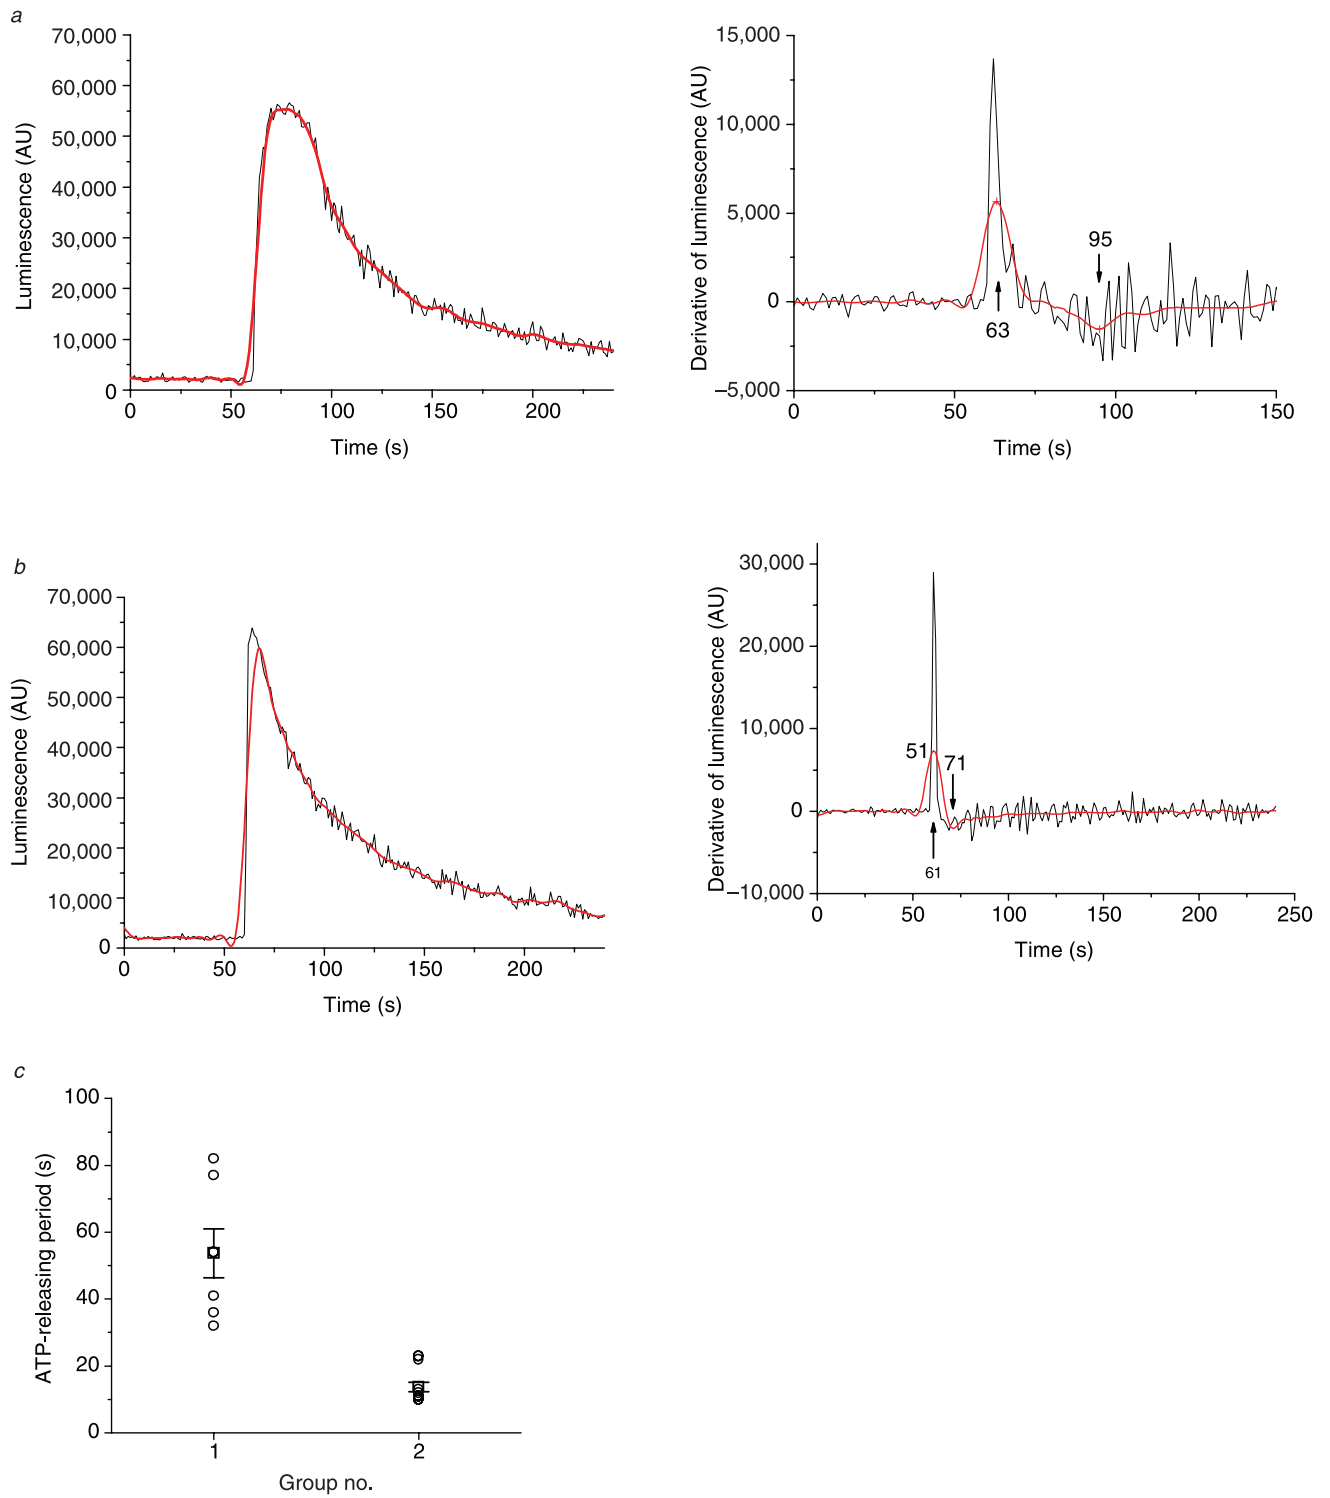 a
70,000
60,000
50,000
40,000
30,000
20,000
10,000
0
Luminescence (AU)
0 50 100 150 200
Time (s)
15,000
10,000
5,000
0
–5,000
Derivative of luminescence (AU)
95
63
0 50 100 150
Time (s)
b
70,000
60,000
50,000
40,000
30,000
20,000
10,000
0
Luminescence (AU)
0 50 100 150 200
Time (s)
30,000
20,000
10,000
0
–10,000
Derivative of luminescence (AU)
51
71
61
0 50 100 150 200 250
Time (s)
c
100
80
60
40
20
0
ATP-releasing period (s)
1 2
Group no.